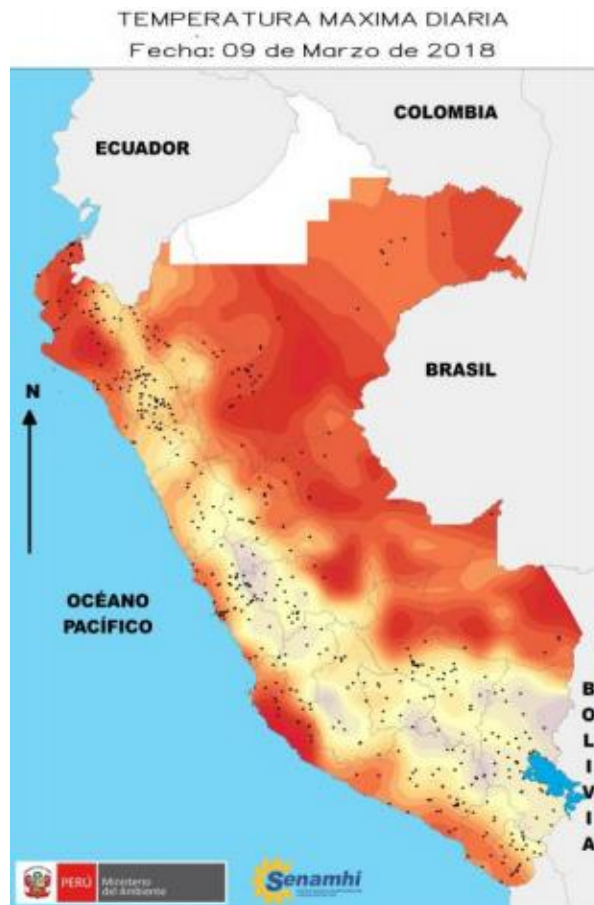 TEMPERATURA MAXIMA DIARIA
Fecha: 09 de Marzo de 2018
COLOMBIA
ECUADOR
BRASIL
N
OCÉANO
PACÍFICO
BOLIVIA
PERÚ
Ministerio
del Ambiente
Senamhi